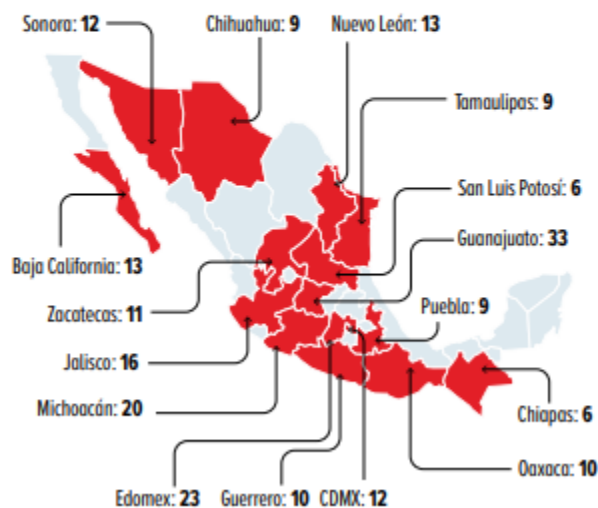 Sonora: 12
Chihuahua: 9
Nuevo León: 13
Tamaulipas: 9
San Luis Potosí: 6
Guanajuato: 33
Baja California: 13
Puebla: 9
Zacatecas: 11
Jalisco: 16
Michoacán: 20
Chiapas: 6
Oaxaca: 10
Edomex: 23
Guerrero: 10
CDMX: 12